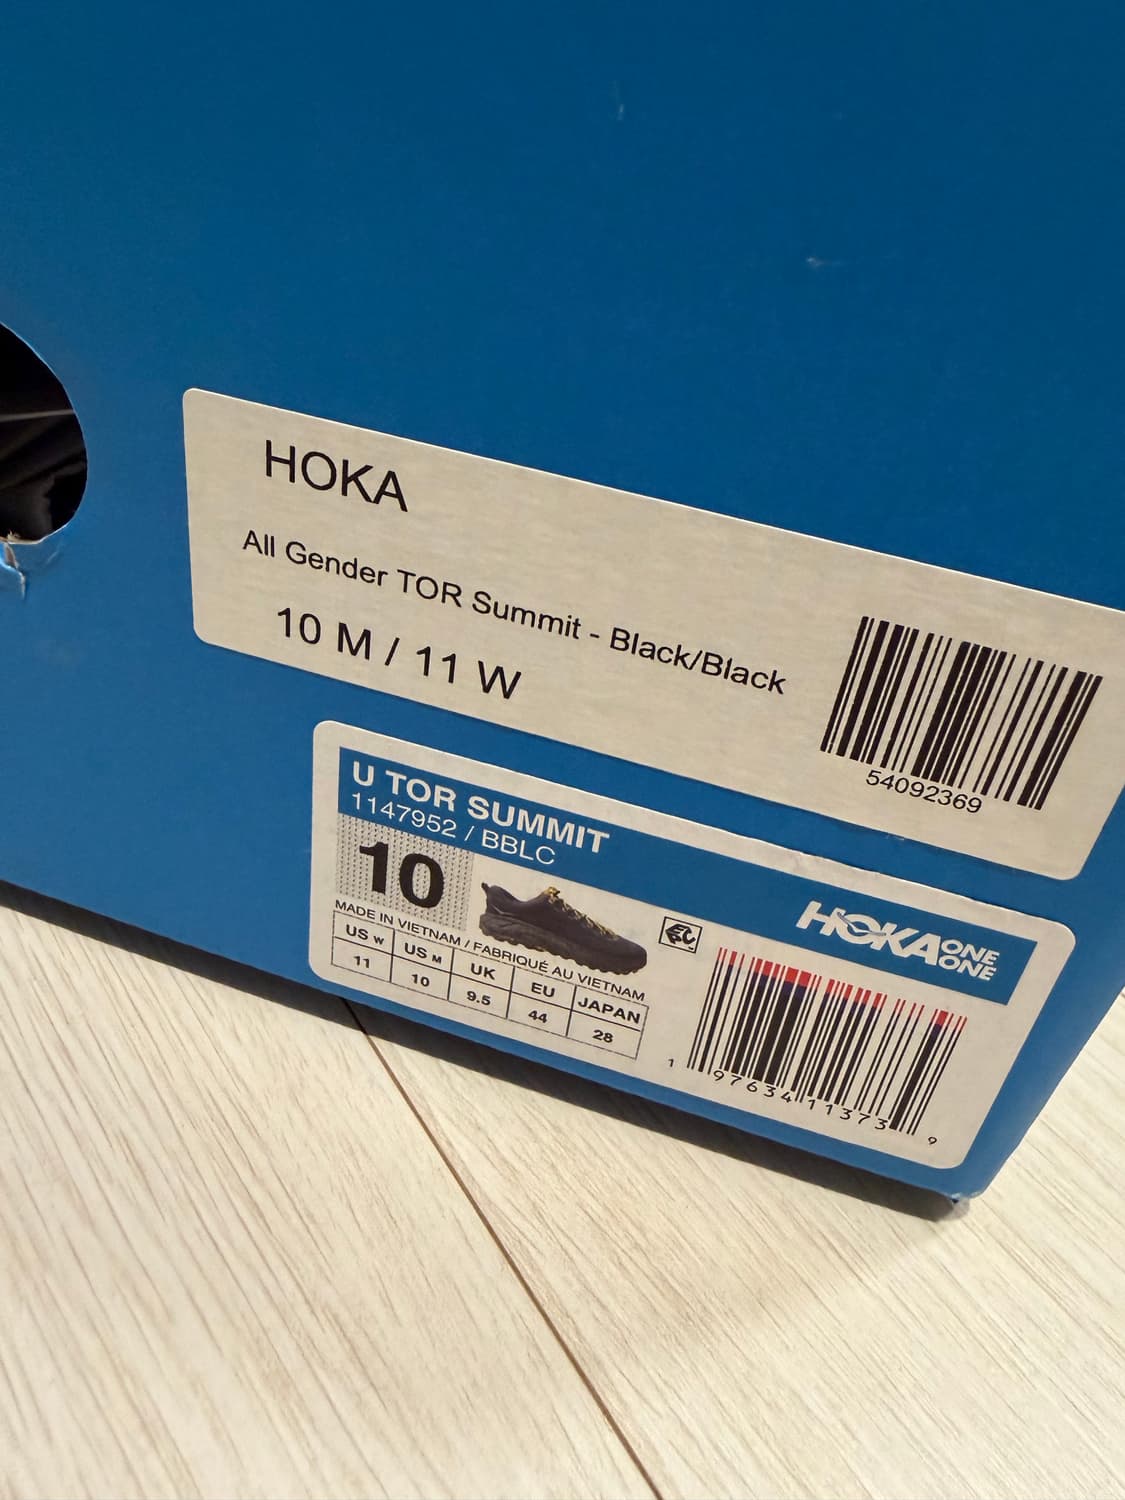 HOKA
All Gender TOR Summit - Black/Black
10 M / 11 W
54092369
U TOR SUMMIT
1147952 / BBLC
10
HOKA ONE ONE
MADE IN VIETNAM / FABRIQUÉ AU VIETNAM
US W US M UK EU JAPAN
11 10 9.5 44 28
1 97634 11373 9